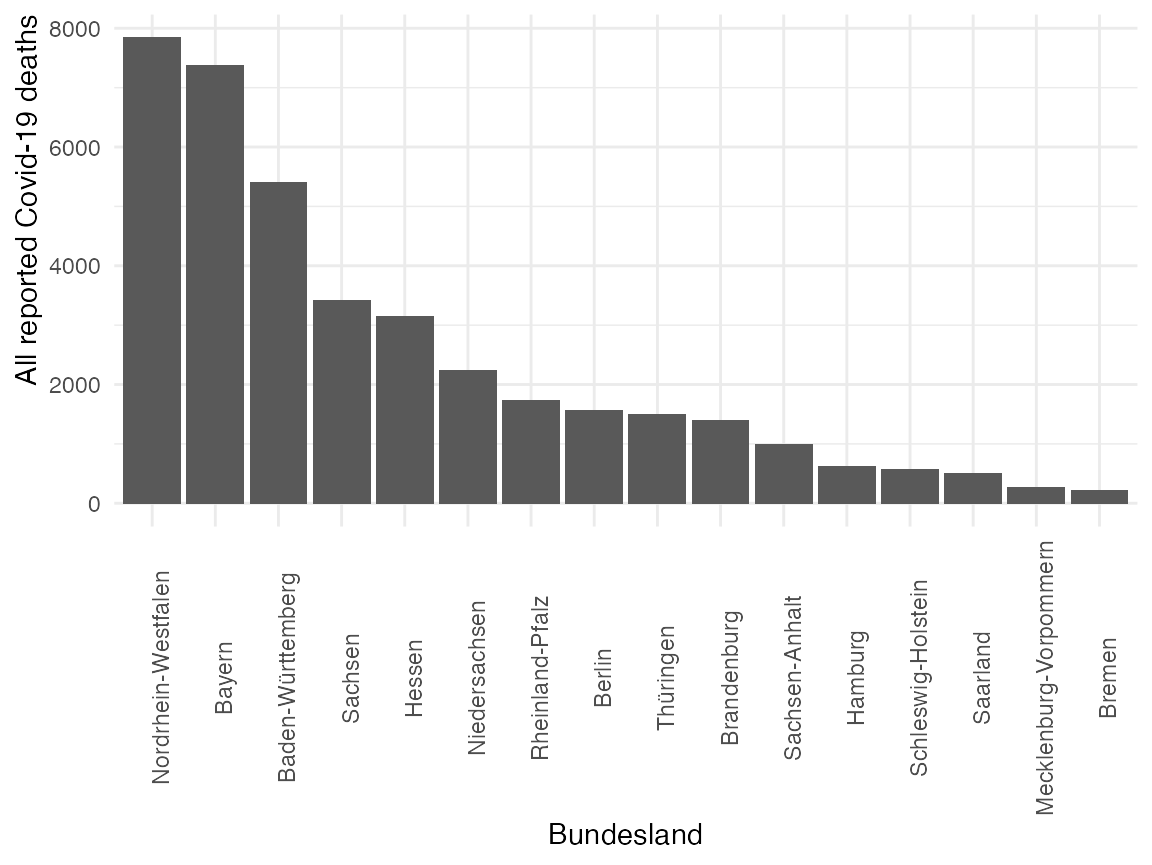 All reported Covid-19 deaths
8000
6000
4000
2000
0
Nordrhein-Westfalen
Bayern
Baden-Württemberg
Sachsen
Hessen
Niedersachsen
Rheinland-Pfalz
Berlin
Thüringen
Brandenburg
Sachsen-Anhalt
Hamburg
Schleswig-Holstein
Saarland
Mecklenburg-Vorpommern
Bremen
Bundesland